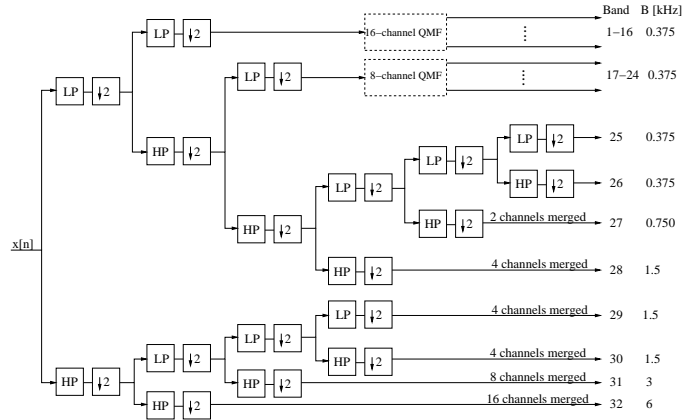 Band B [kHz]
LP ↓2 16−channel QMF 1−16 0.375
LP ↓2 8−channel QMF 17−24 0.375
LP ↓2
HP ↓2
LP ↓2 25 0.375
LP ↓2
HP ↓2 26 0.375
LP ↓2
HP ↓2 2 channels merged 27 0.750
HP ↓2
x[n]
HP ↓2 4 channels merged 28 1.5
LP ↓2 4 channels merged 29 1.5
LP ↓2
LP ↓2
HP ↓2 4 channels merged 30 1.5
HP ↓2
HP ↓2 8 channels merged 31 3
HP ↓2 16 channels merged 32 6